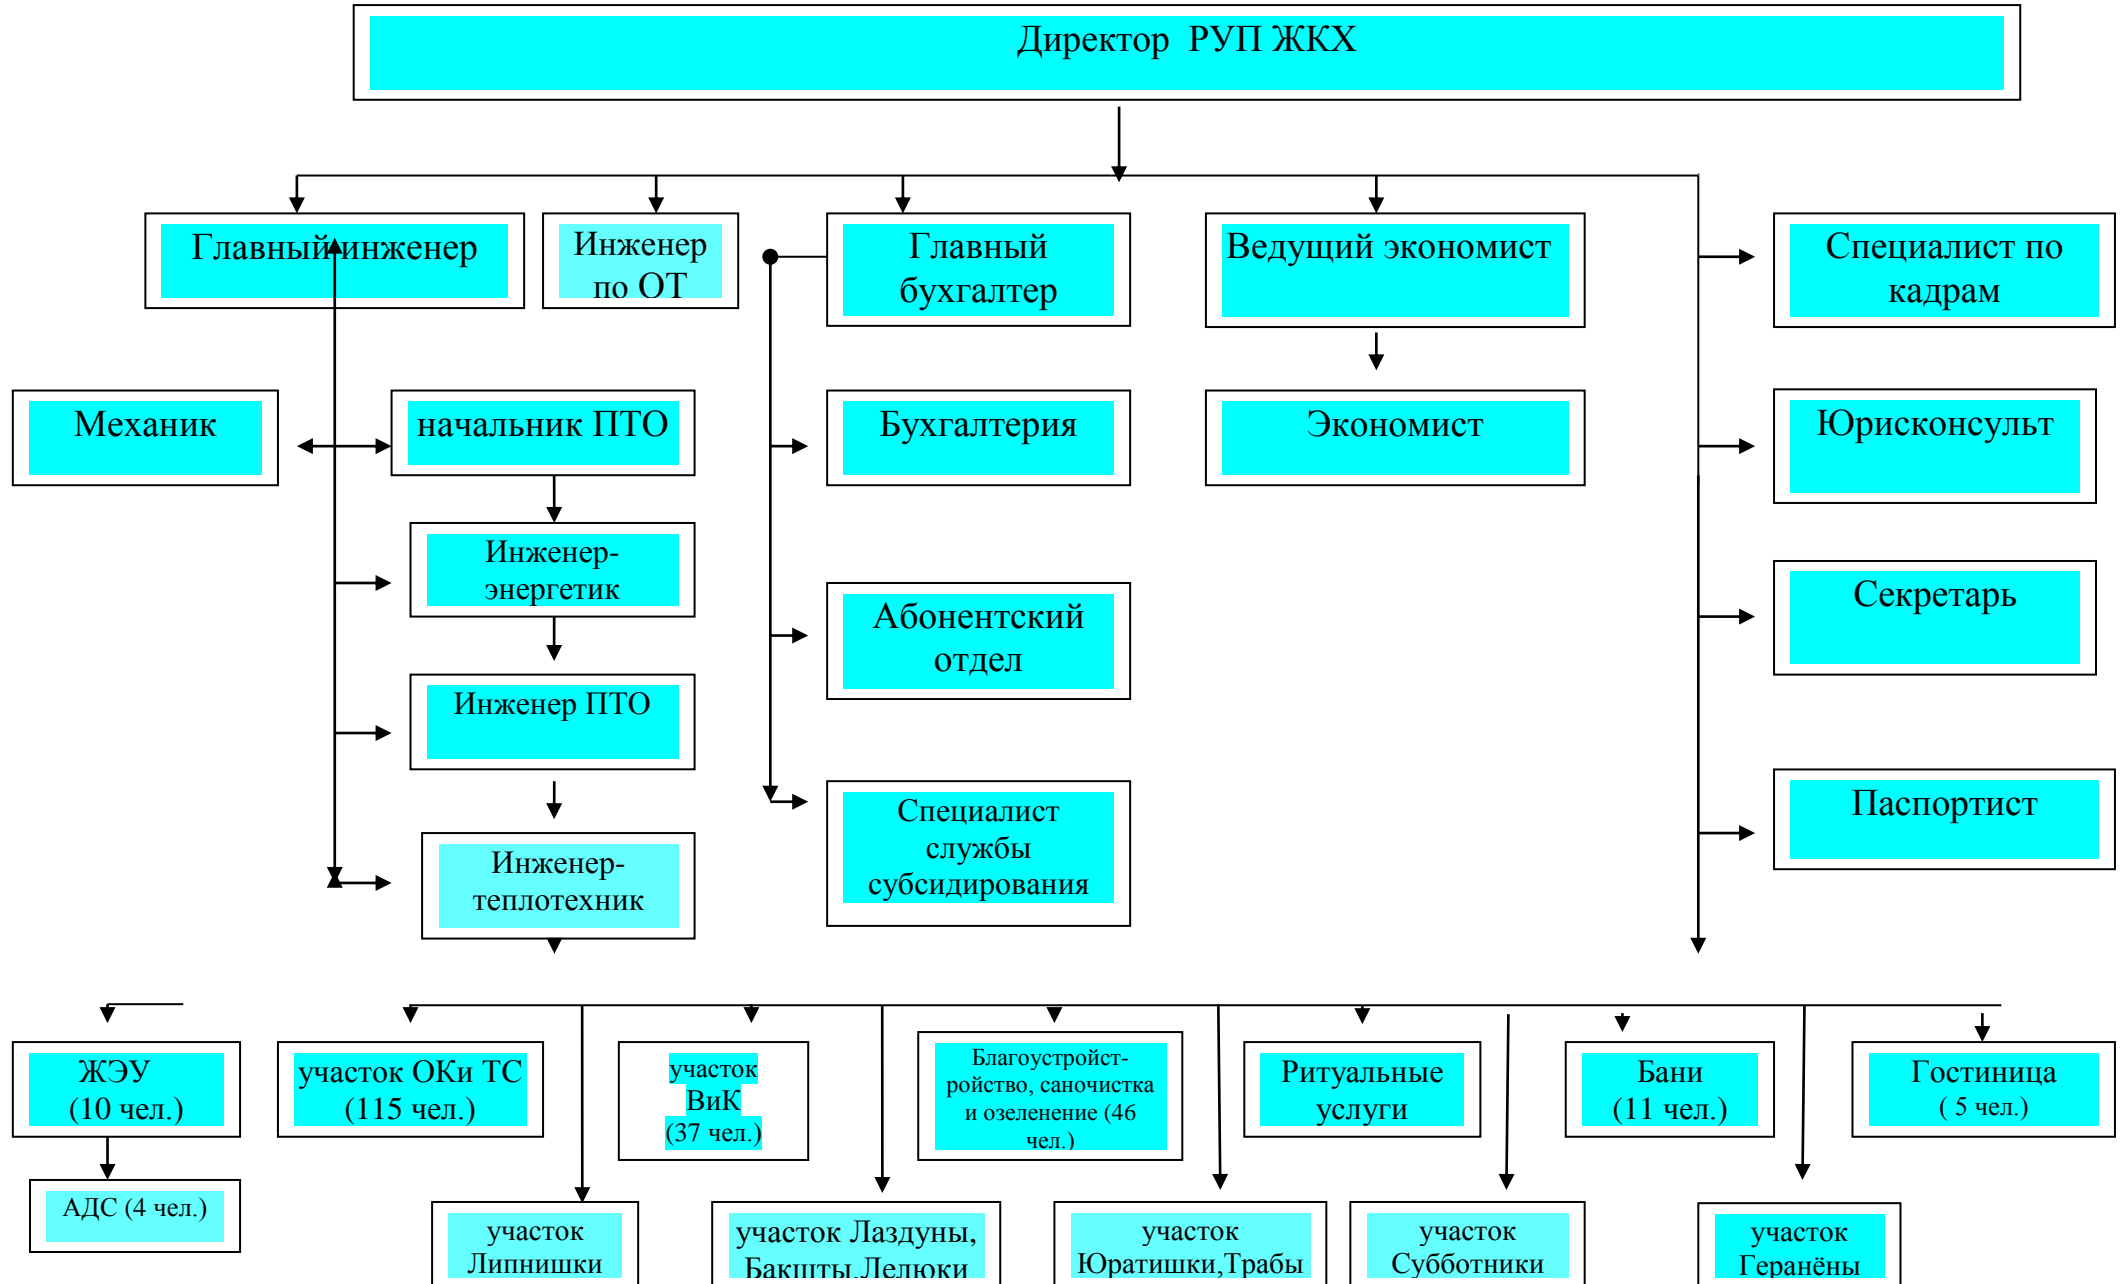 Директор  РУП ЖКХ
Главный инженер
Инженер
по ОТ
Главный
бухгалтер
Ведущий экономист
Специалист по
кадрам
Механик
начальник ПТО
Бухгалтерия
Экономист
Юрисконсульт
Инженер-
энергетик
Абонентский
отдел
Секретарь
Инженер ПТО
Специалист
службы
субсидирования
Паспортист
Инженер-
теплотехник
ЖЭУ
(10 чел.)
участок ОКи ТС
(115 чел.)
участок
ВиК
(37 чел.)
Благоустройст-
ройство, саночистка
и озеленение (46
чел.)
Ритуальные
услуги
Бани
(11 чел.)
Гостиница
( 5 чел.)
АДС (4 чел.)
участок
Липнишки
участок Лаздуны,
Бакшты,Делюки
участок
Юратишки,Трабы
участок
Субботники
участок
Геранёны